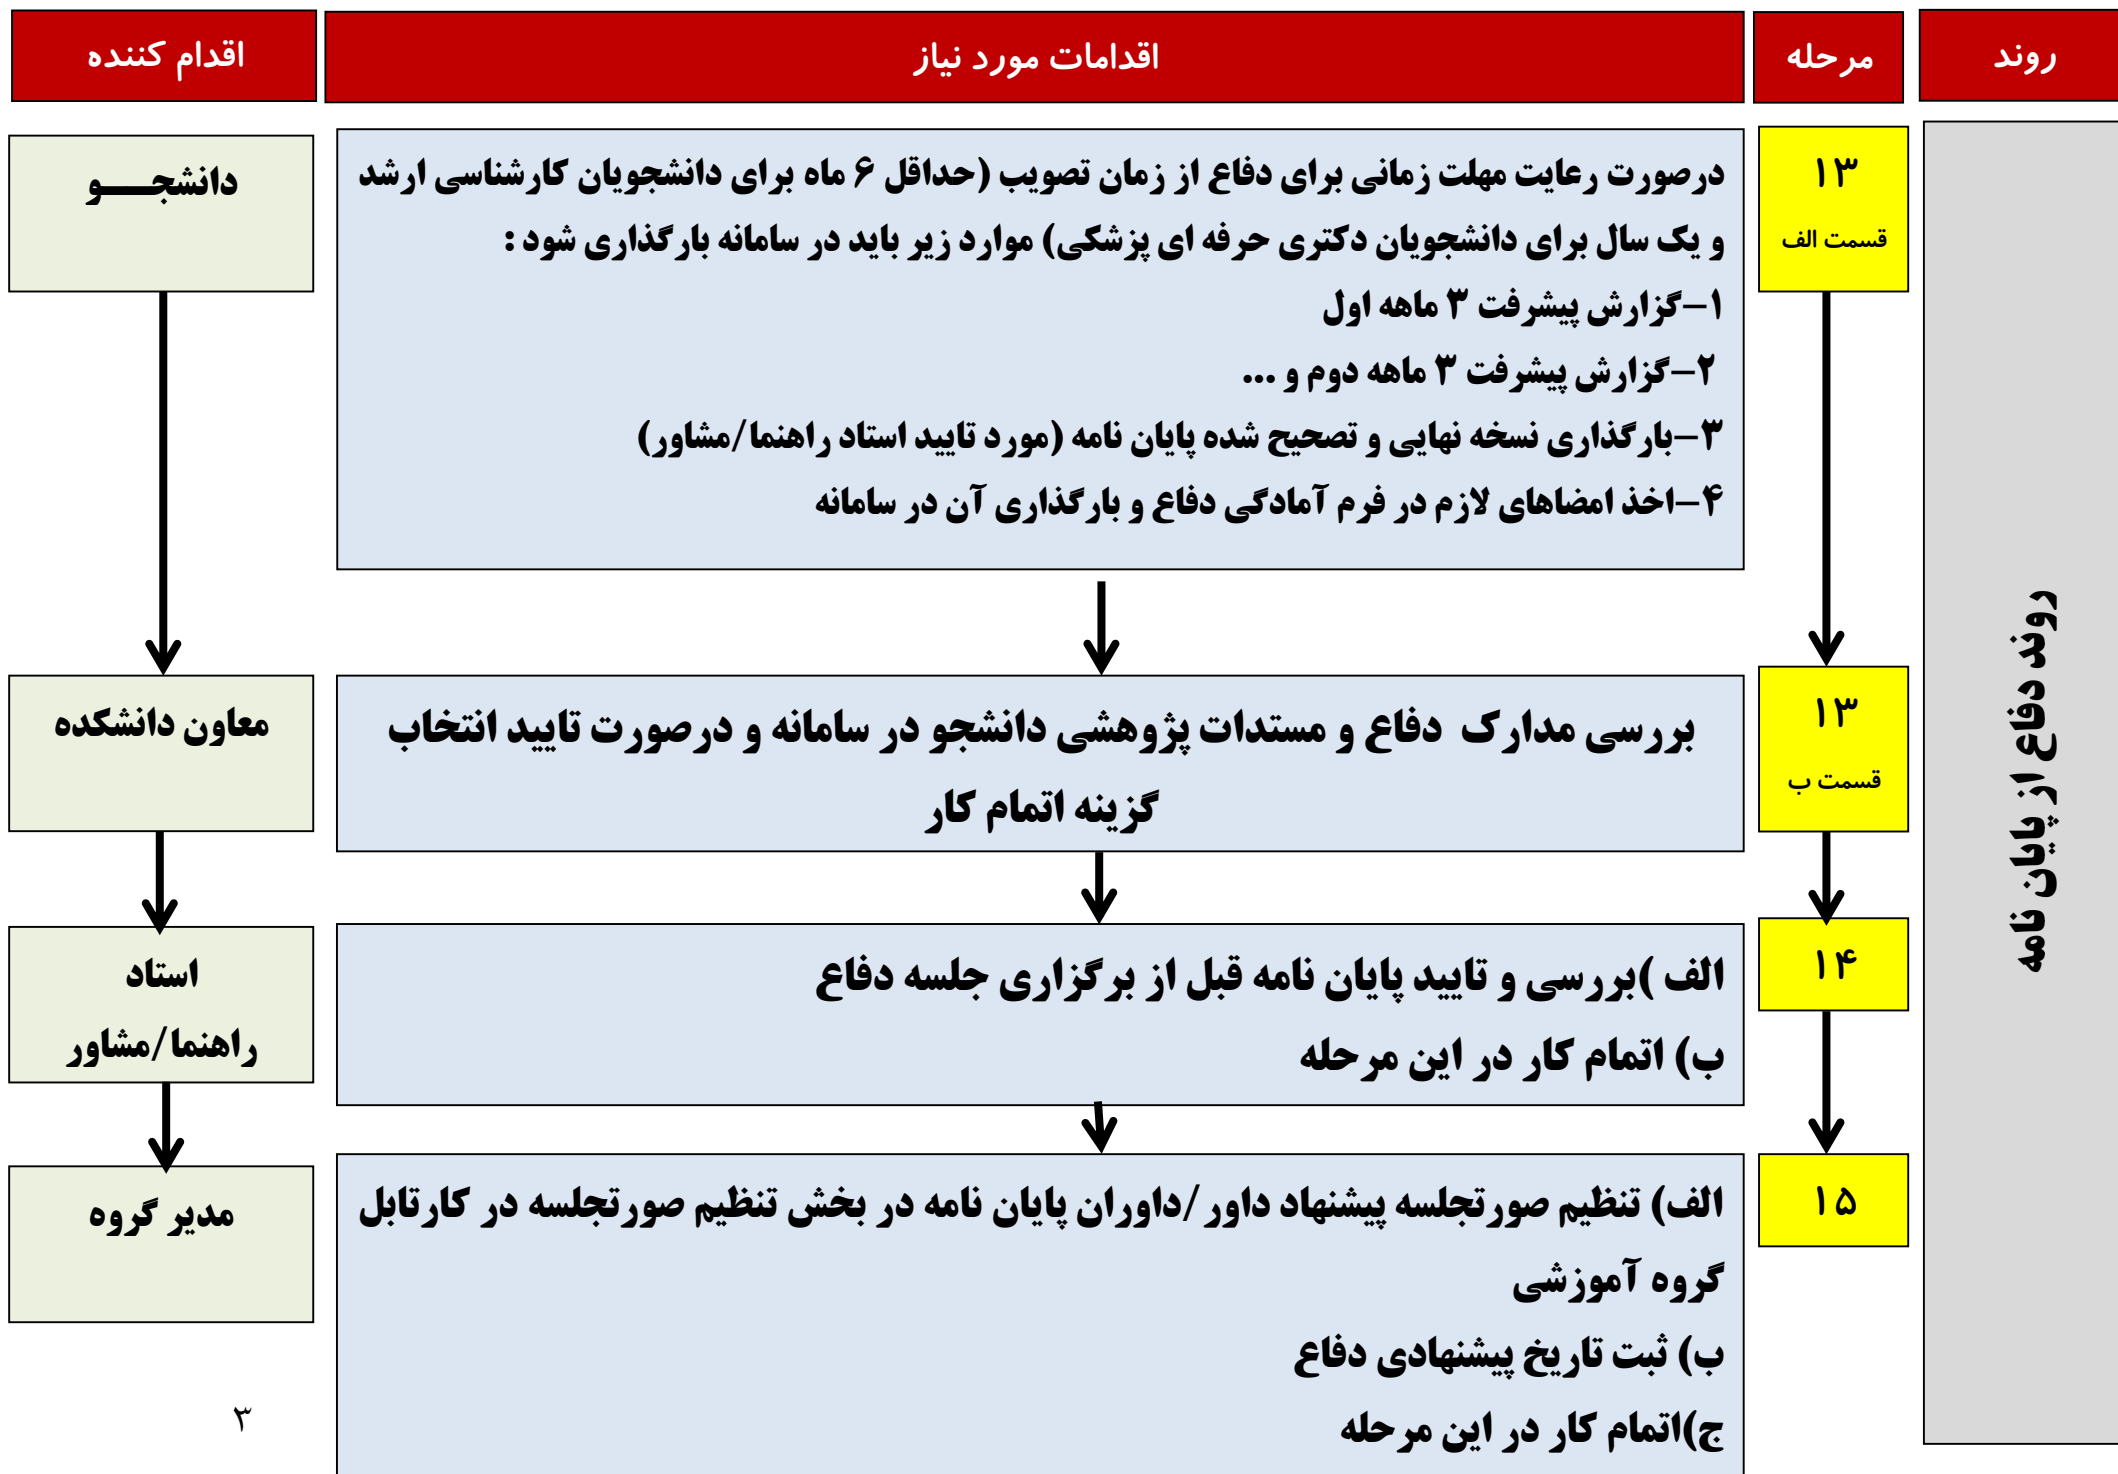 روند
مرحله
اقدامات مورد نیاز
اقدام کننده
روند دفاع از پایان نامه
۱۳
قسمت الف
درصورت رعایت مهلت زمانی برای دفاع از زمان تصویب (حداقل ۶ ماه برای دانشجویان کارشناسی ارشد
و یک سال برای دانشجویان دکتری حرفه ای پزشکی) موارد زیر باید در سامانه بارگذاری شود :
۱-گزارش پیشرفت ۳ ماهه اول
۲-گزارش پیشرفت ۳ ماهه دوم و ...
۳-بارگذاری نسخه نهایی و تصحیح شده پایان نامه (مورد تایید استاد راهنما/مشاور)
۴-اخذ امضاهای لازم در فرم آمادگی دفاع و بارگذاری آن در سامانه
دانشجـــــو
۱۳
قسمت ب
بررسی مدارک دفاع و مستدات پژوهشی دانشجو در سامانه و درصورت تایید انتخاب
گزینه اتمام کار
معاون دانشکده
۱۴
الف )بررسی و تایید پایان نامه قبل از برگزاری جلسه دفاع
ب) اتمام کار در این مرحله
استاد
راهنما/مشاور
۱۵
الف) تنظیم صورتجلسه پیشنهاد داور /داوران پایان نامه در بخش تنظیم صورتجلسه در کارتابل
گروه آموزشی
ب) ثبت تاریخ پیشنهادی دفاع
ج)اتمام کار در این مرحله
مدیر گروه
۳